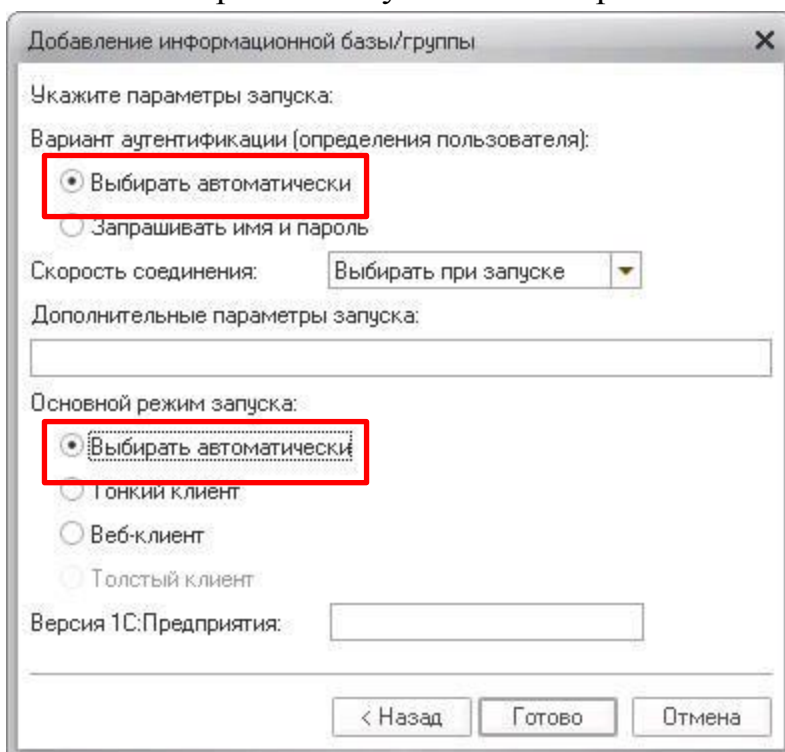 Добавление информационной базы/группы
Укажите параметры запуска:
Вариант аутентификации (определения пользователя):
Выбирать автоматически
Запрашивать имя и пароль
Скорость соединения: Выбирать при запуске
Дополнительные параметры запуска:
Основной режим запуска:
Выбирать автоматически
Тонкий клиент
Веб-клиент
Толстый клиент
Версия 1С:Предприятия:
< Назад Готово Отмена